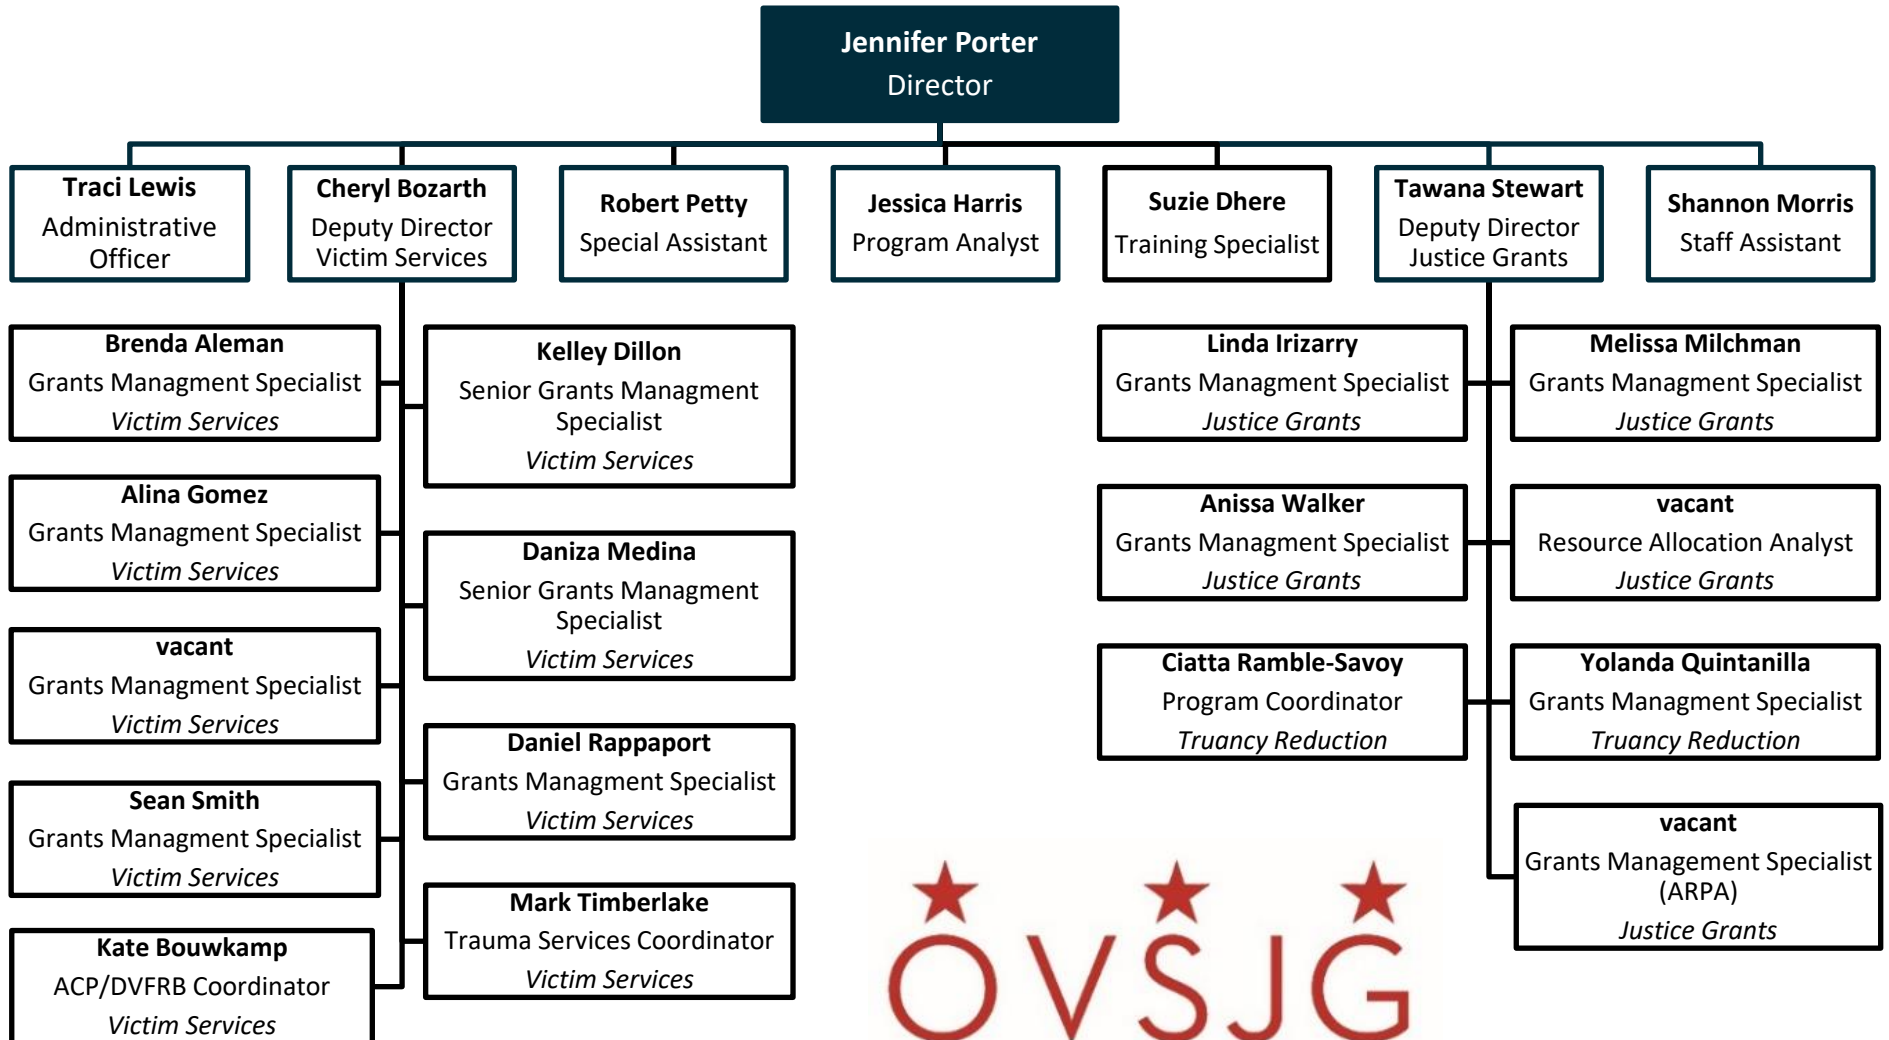 Jennifer Porter
Director
Traci Lewis
Administrative
Officer
Cheryl Bozarth
Deputy Director
Victim Services
Robert Petty
Special Assistant
Jessica Harris
Program Analyst
Suzie Dhere
Training Specialist
Tawana Stewart
Deputy Director
Justice Grants
Shannon Morris
Staff Assistant
Brenda Aleman
Grants Managment Specialist
Victim Services
Kelley Dillon
Senior Grants Managment
Specialist
Victim Services
Alina Gomez
Grants Managment Specialist
Victim Services
Daniza Medina
Senior Grants Managment
Specialist
Victim Services
vacant
Grants Managment Specialist
Victim Services
Daniel Rappaport
Grants Managment Specialist
Victim Services
Sean Smith
Grants Managment Specialist
Victim Services
Mark Timberlake
Trauma Services Coordinator
Victim Services
Kate Bouwkamp
ACP/DVFRB Coordinator
Victim Services
Linda Irizarry
Grants Managment Specialist
Justice Grants
Melissa Milchman
Grants Managment Specialist
Justice Grants
Anissa Walker
Grants Managment Specialist
Justice Grants
vacant
Resource Allocation Analyst
Justice Grants
Ciatta Ramble-Savoy
Program Coordinator
Truancy Reduction
Yolanda Quintanilla
Grants Managment Specialist
Truancy Reduction
vacant
Grants Management Specialist
(ARPA)
Justice Grants
OVSJG